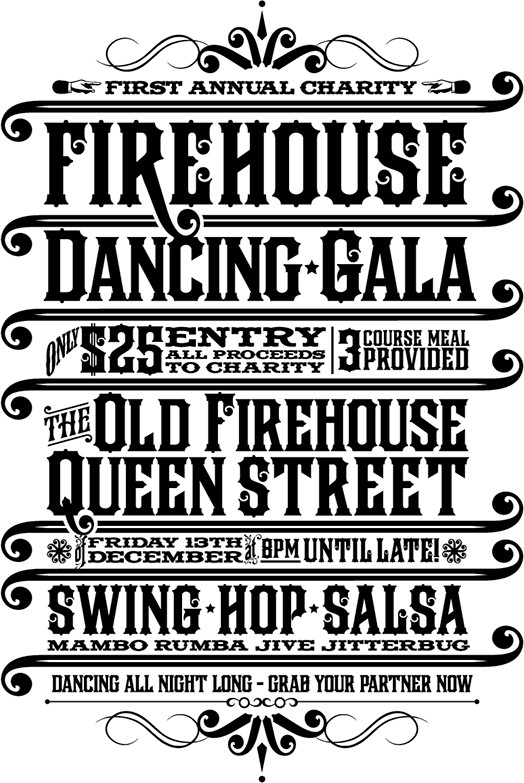 FIRST ANNUAL CHARITY
FIREHOUSE
DANCING★GALA
ONLY $25 ENTRY ALL PROCEEDS TO CHARITY | 3 COURSE MEAL PROVIDED
THE OLD FIREHOUSE
QUEEN STREET
FRIDAY 13TH OF DECEMBER 8PM UNTIL LATE!
SWING★HOP★SALSA
MAMBO RUMBA JIVE JITTERBUG
DANCING ALL NIGHT LONG - GRAB YOUR PARTNER NOW